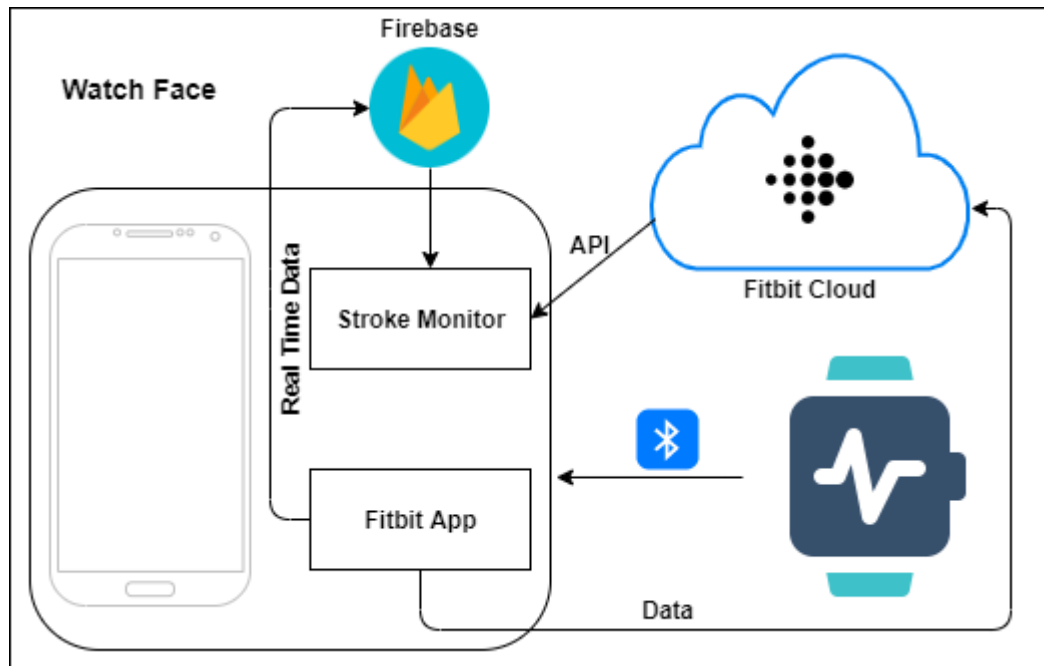 Firebase
Watch Face
API
Fitbit Cloud
Real Time Data
Stroke Monitor
Fitbit App
Data